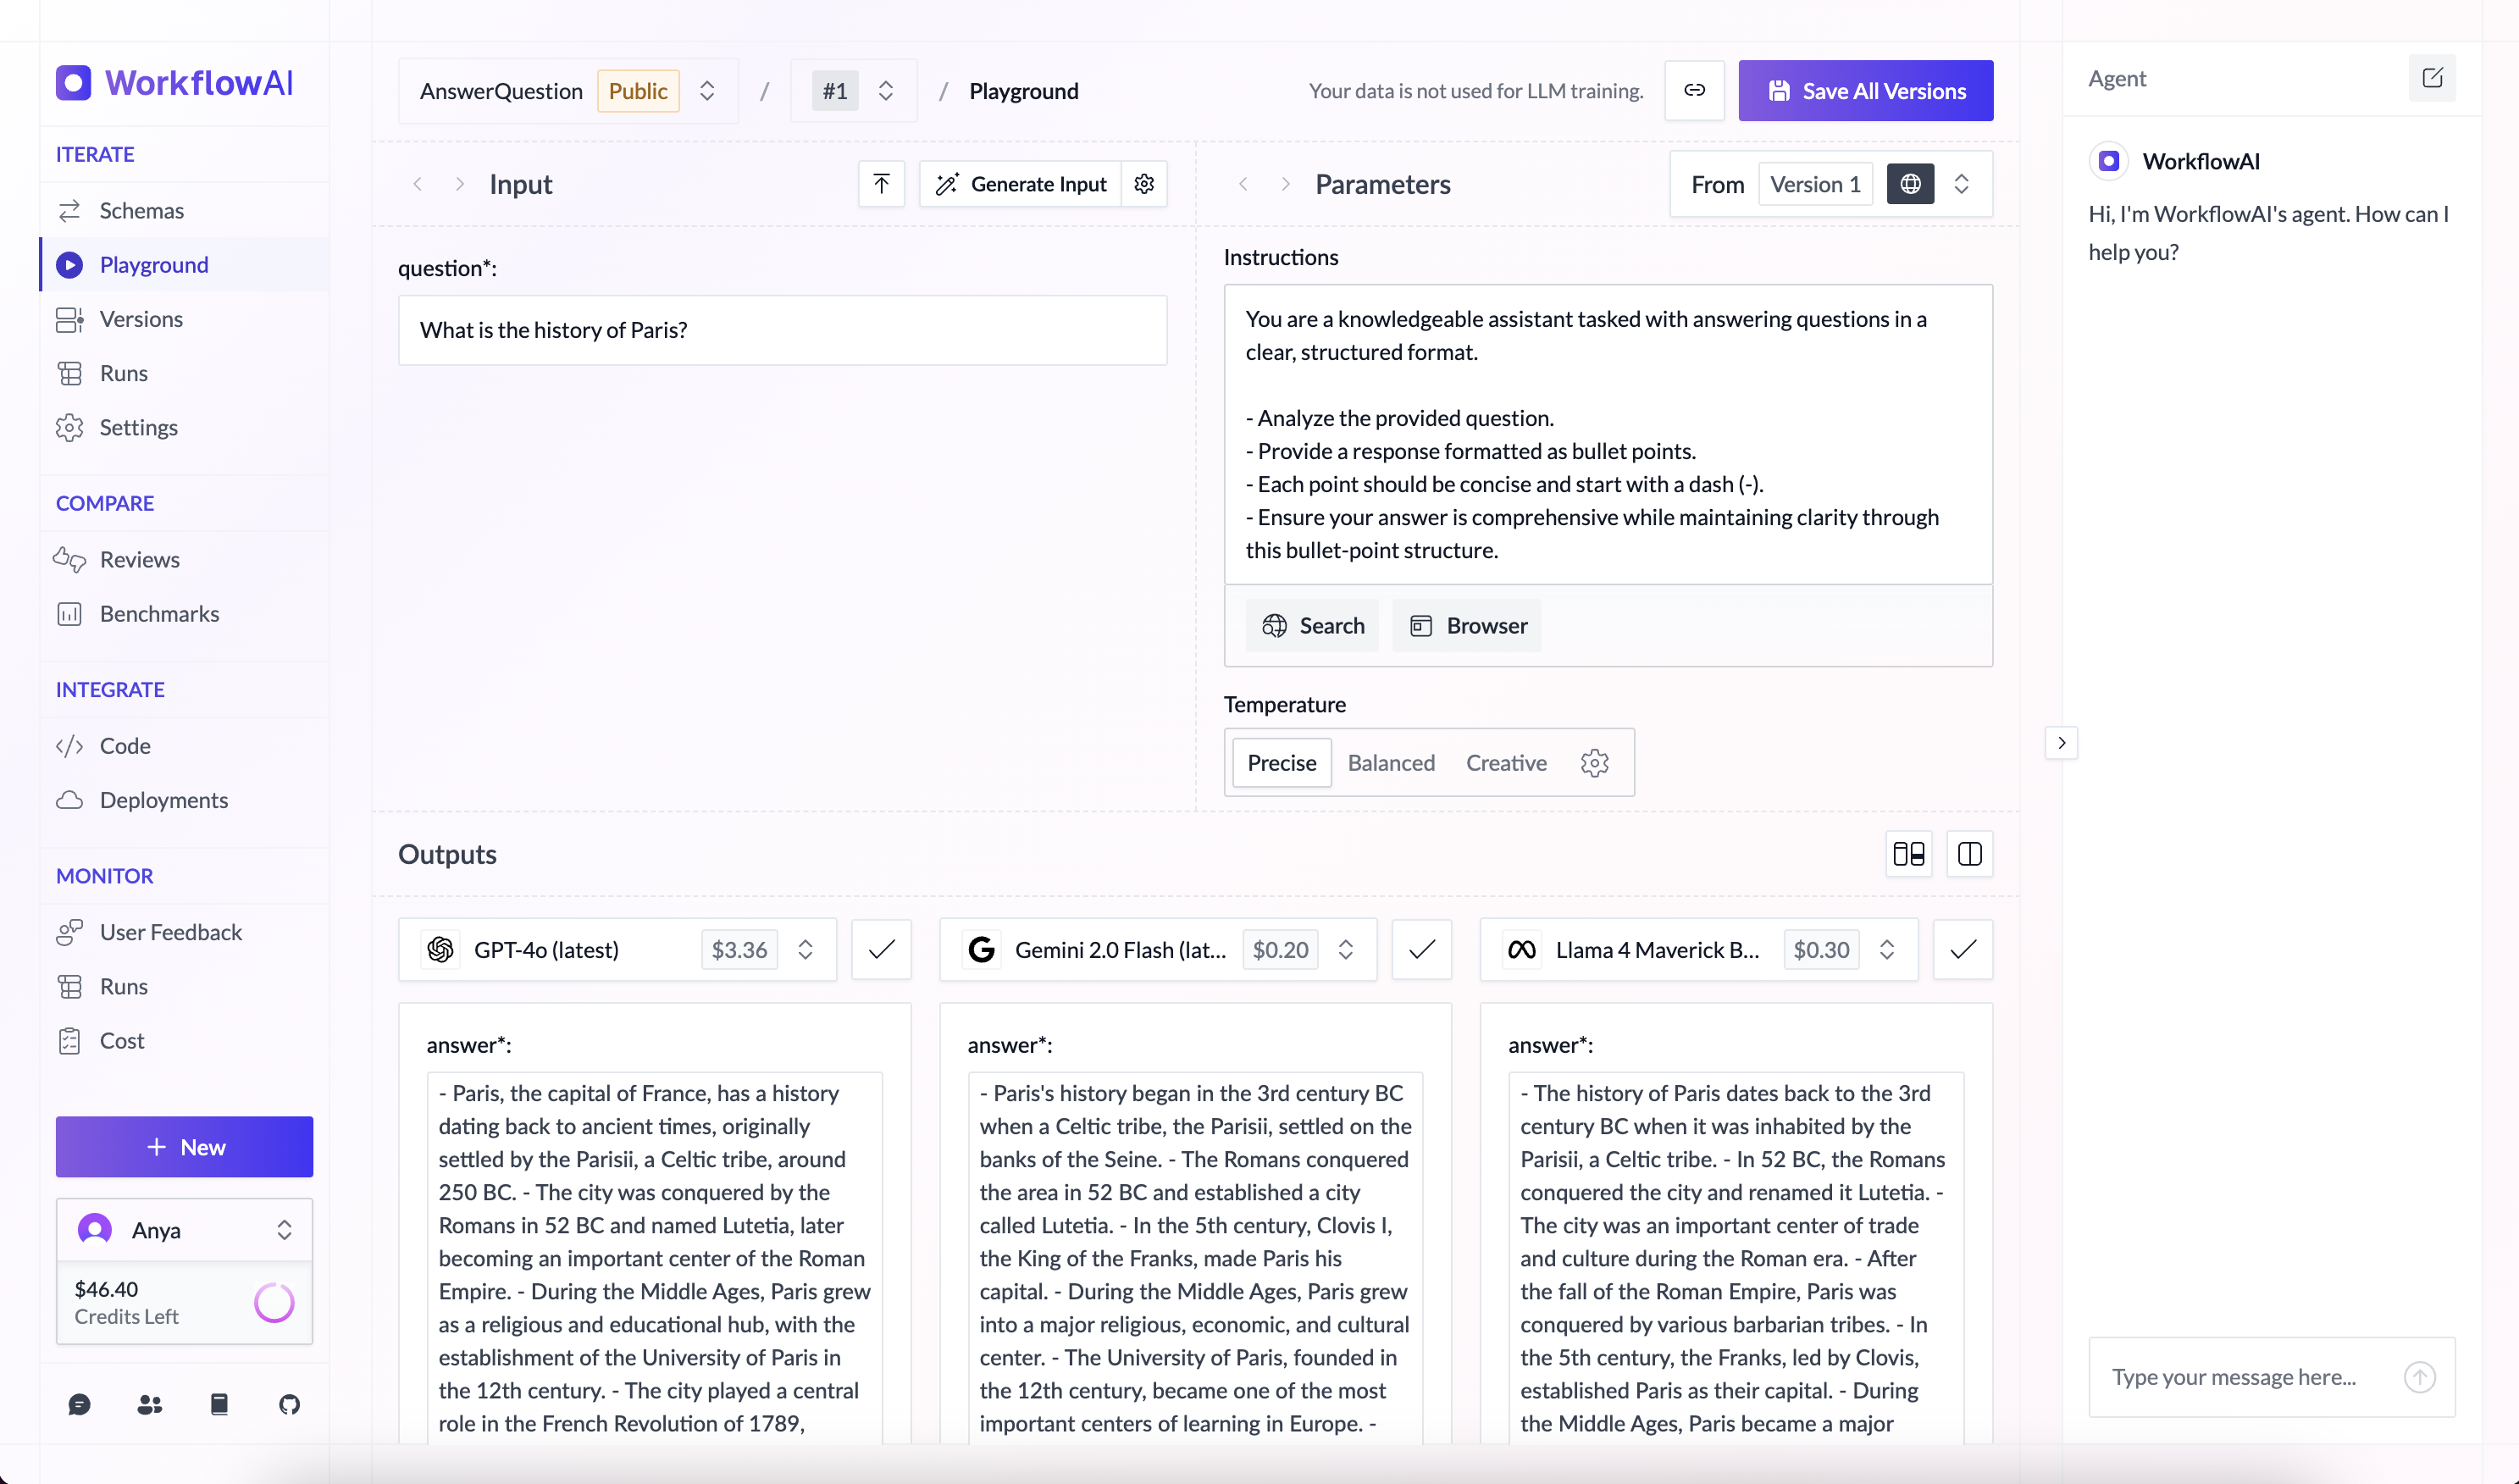 WorkflowAI
ITERATE
Schemas
Playground
Versions
Runs
Settings
COMPARE
Reviews
Benchmarks
INTEGRATE
Code
Deployments
MONITOR
User Feedback
Runs
Cost
+ New
Anya
$46.40
Credits Left
AnswerQuestion Public / #1 / Playground
Your data is not used for LLM training.
Save All Versions
Input
Generate Input
question*:
What is the history of Paris?
Parameters
From Version 1
Instructions
You are a knowledgeable assistant tasked with answering questions in a
clear, structured format.
- Analyze the provided question.
- Provide a response formatted as bullet points.
- Each point should be concise and start with a dash (-).
- Ensure your answer is comprehensive while maintaining clarity through
this bullet-point structure.
Search
Browser
Temperature
Precise Balanced Creative
Outputs
GPT-4o (latest) $3.36
answer*:
- Paris, the capital of France, has a history
dating back to ancient times, originally
settled by the Parisii, a Celtic tribe, around
250 BC. - The city was conquered by the
Romans in 52 BC and named Lutetia, later
becoming an important center of the Roman
Empire. - During the Middle Ages, Paris grew
as a religious and educational hub, with the
establishment of the University of Paris in
the 12th century. - The city played a central
role in the French Revolution of 1789,
Gemini 2.0 Flash (lat... $0.20
answer*:
- Paris's history began in the 3rd century BC
when a Celtic tribe, the Parisii, settled on the
banks of the Seine. - The Romans conquered
the area in 52 BC and established a city
called Lutetia. - In the 5th century, Clovis I,
the King of the Franks, made Paris his
capital. - During the Middle Ages, Paris grew
into a major religious, economic, and cultural
center. - The University of Paris, founded in
the 12th century, became one of the most
important centers of learning in Europe. -
Llama 4 Maverick B... $0.30
answer*:
- The history of Paris dates back to the 3rd
century BC when it was inhabited by the
Parisii, a Celtic tribe. - In 52 BC, the Romans
conquered the city and renamed it Lutetia. -
The city was an important center of trade
and culture during the Roman era. - After
the fall of the Roman Empire, Paris was
conquered by various barbarian tribes. - In
the 5th century, the Franks, led by Clovis,
established Paris as their capital. - During
the Middle Ages, Paris became a major
Agent
WorkflowAI
Hi, I'm WorkflowAI's agent. How can I
help you?
Type your message here...